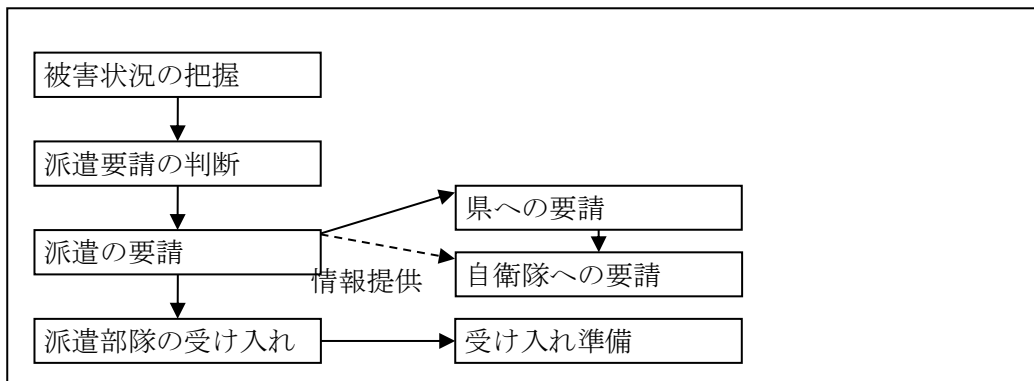 被害状況の把握
派遣要請の判断
県への要請
派遣の要請
情報提供
自衛隊への要請
派遣部隊の受け入れ
受け入れ準備